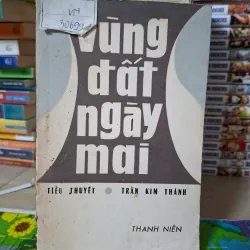 vùng
đất
ngày
mai
TIỂU THUYẾT TRẦN KIM THÀNH
THANH NIÊN